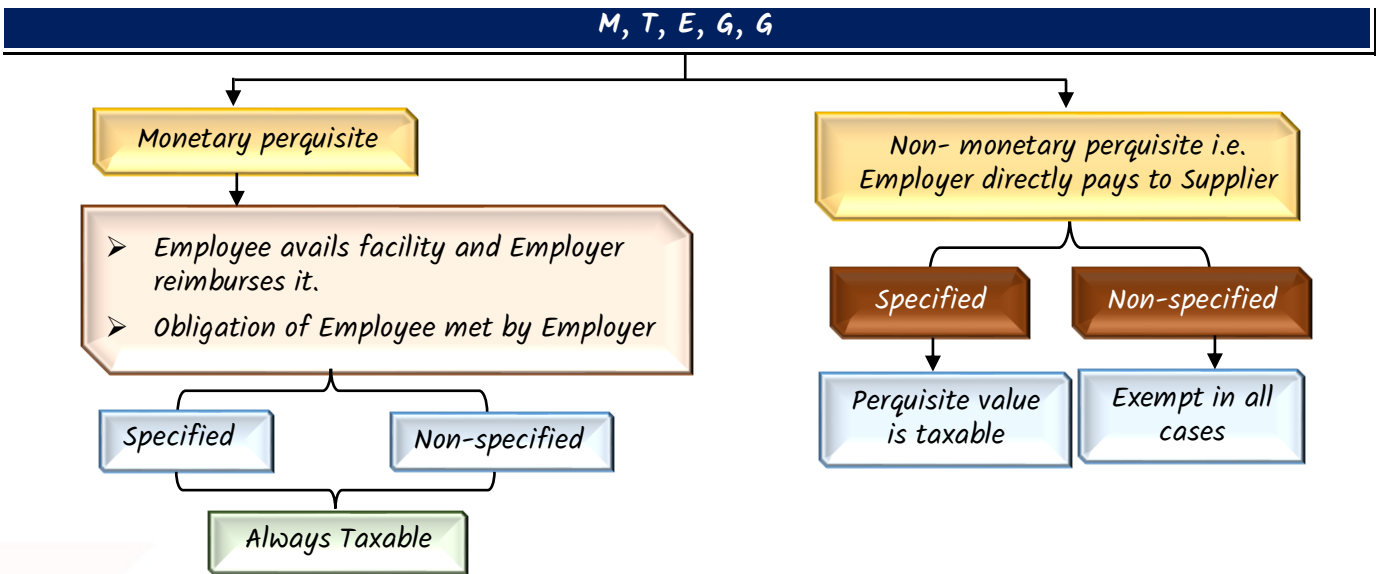 M, T, E, G, G
Monetary perquisite
➢ Employee avails facility and Employer
reimburses it.
➢ Obligation of Employee met by Employer
Specified
Non-specified
Always Taxable
Non- monetary perquisite i.e.
Employer directly pays to Supplier
Specified
Non-specified
Perquisite value
is taxable
Exempt in all
cases